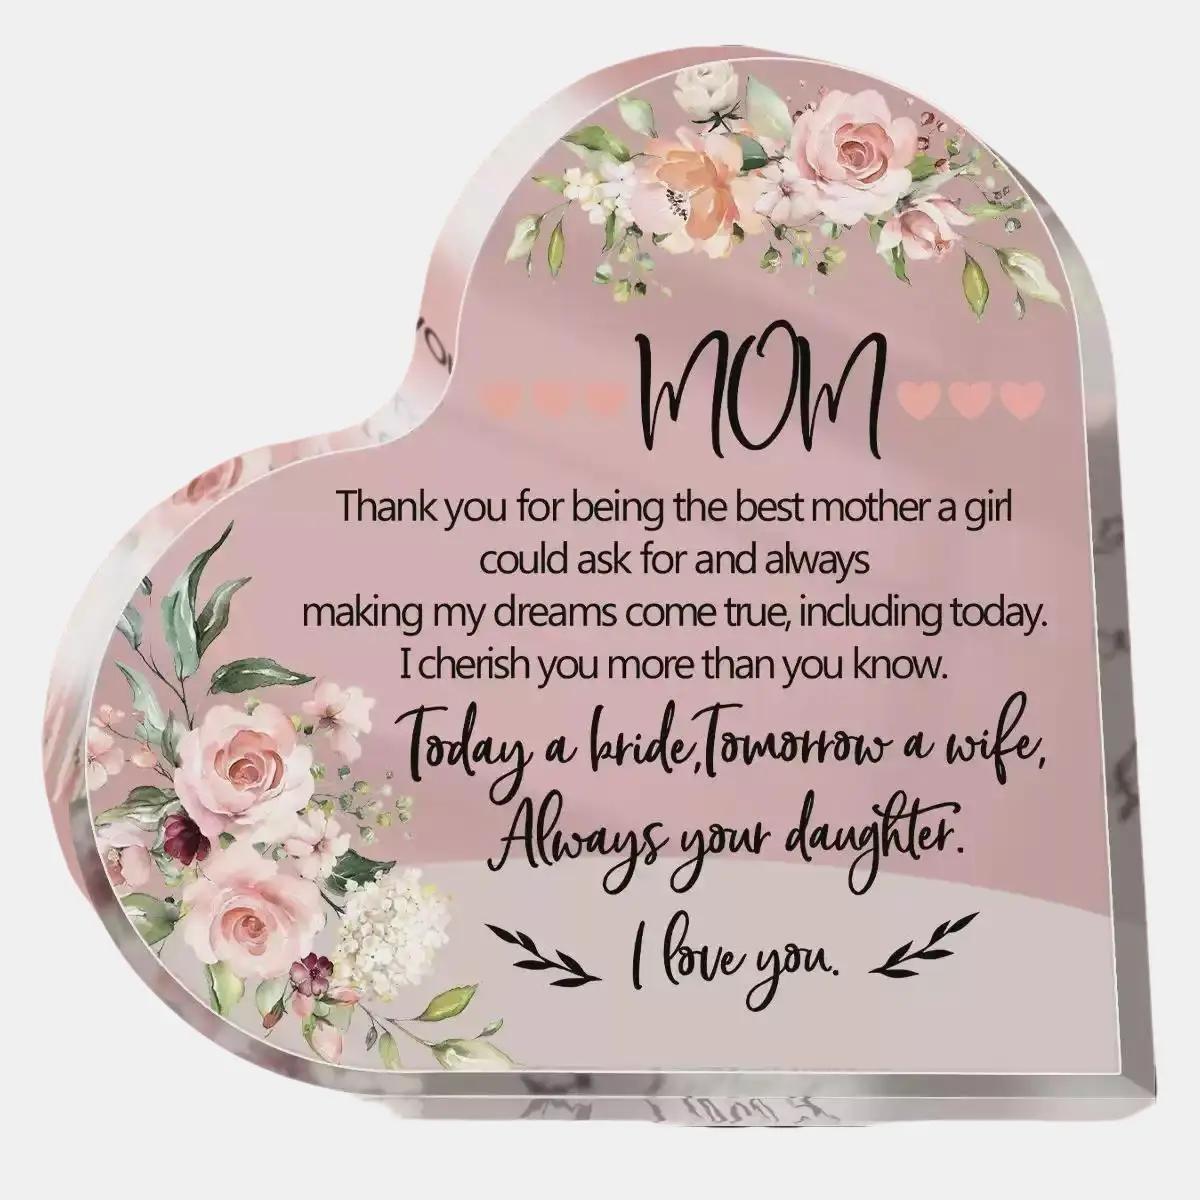 MOM
Thank you for being the best mother a girl
could ask for and always
making my dreams come true, including today.
I cherish you more than you know.
Today a bride, Tomorrow a wife,
Always your daughter.
I love you.